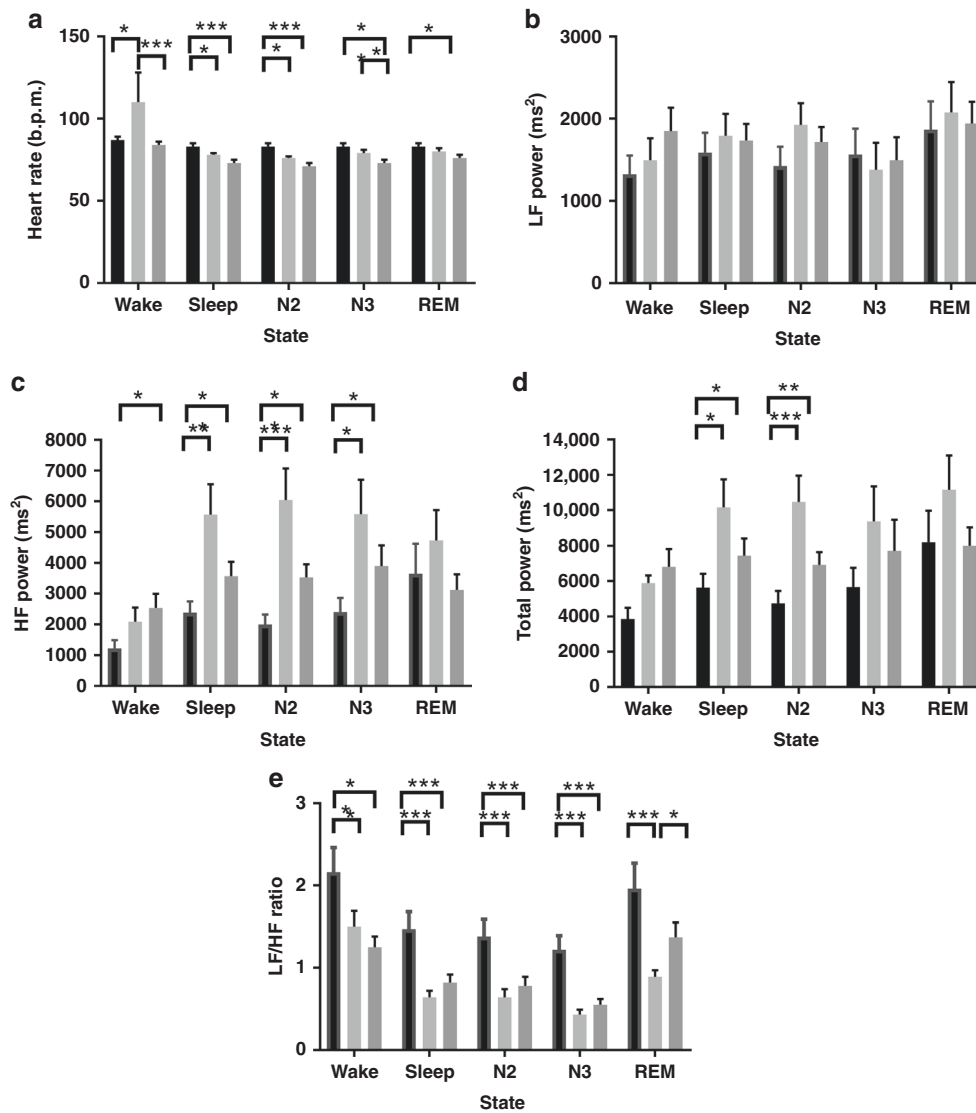 a
150
100
50
0
Heart rate (b.p.m.)
* *** *** *** * *
*** * * * *
Wake Sleep N2 N3 REM
State
b
3000
2000
1000
0
LF power (ms²)
Wake Sleep N2 N3 REM
State
c
8000
7000
6000
5000
4000
3000
2000
1000
0
HF power (ms²)
* * * *
** *** *
Wake Sleep N2 N3 REM
State
d
14,000
12,000
10,000
8000
6000
4000
2000
0
Total power (ms²)
* **
* ***
Wake Sleep N2 N3 REM
State
e
3
2
1
0
LF/HF ratio
* *** *** ***
** *** *** *** *** *
Wake Sleep N2 N3 REM
State